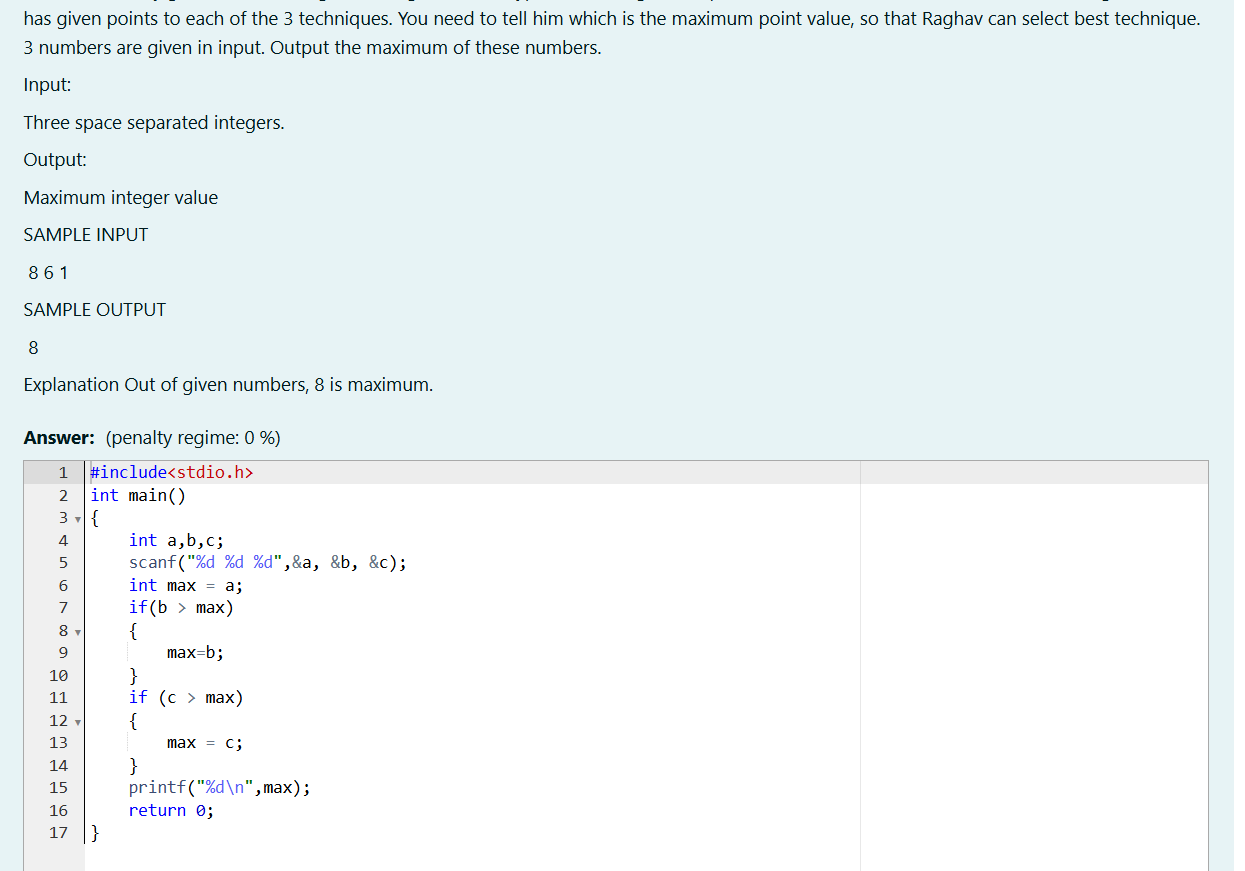 has given points to each of the 3 techniques. You need to tell him which is the maximum point value, so that Raghav can select best technique.
3 numbers are given in input. Output the maximum of these numbers.
Input:
Three space separated integers.
Output:
Maximum integer value
SAMPLE INPUT
8 6 1
SAMPLE OUTPUT
8
Explanation Out of given numbers, 8 is maximum.
Answer: (penalty regime: 0 %)
1 #include<stdio.h>
2 int main()
3 {
4     int a,b,c;
5     scanf("%d %d %d",&a, &b, &c);
6     int max = a;
7     if(b > max)
8     {
9         max=b;
10     }
11     if (c > max)
12     {
13         max = c;
14     }
15     printf("%d\n",max);
16     return 0;
17 }